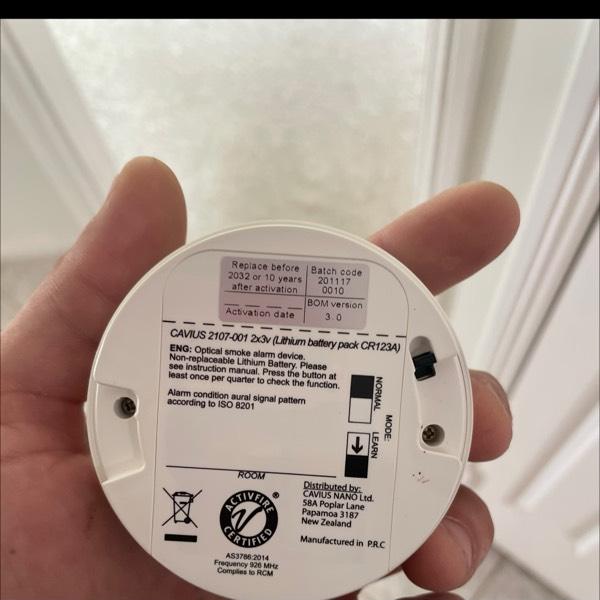 Replace before
2032 or 10 years
after activation
Activation date
Batch code
201117
0010
BOM version
3.0
CAVIUS 2107-001 2x3v (Lithium battery pack CR123A)
ENG: Optical smoke alarm device.
Non-replaceable Lithium Battery. Please
see instruction manual. Press the button at
least once per quarter to check the function.
Alarm condition aural signal pattern
according to ISO 8201
NORMAL
MODE:
LEARN
ROOM
ACTIVFIRE
®
CERTIFIED
AS3786:2014
Frequency 926 MHz
Complies to RCM
Distributed by:
CAVIUS NANO Ltd.
58A Poplar Lane
Papamoa 3187
New Zealand
Manufactured in P.R.C